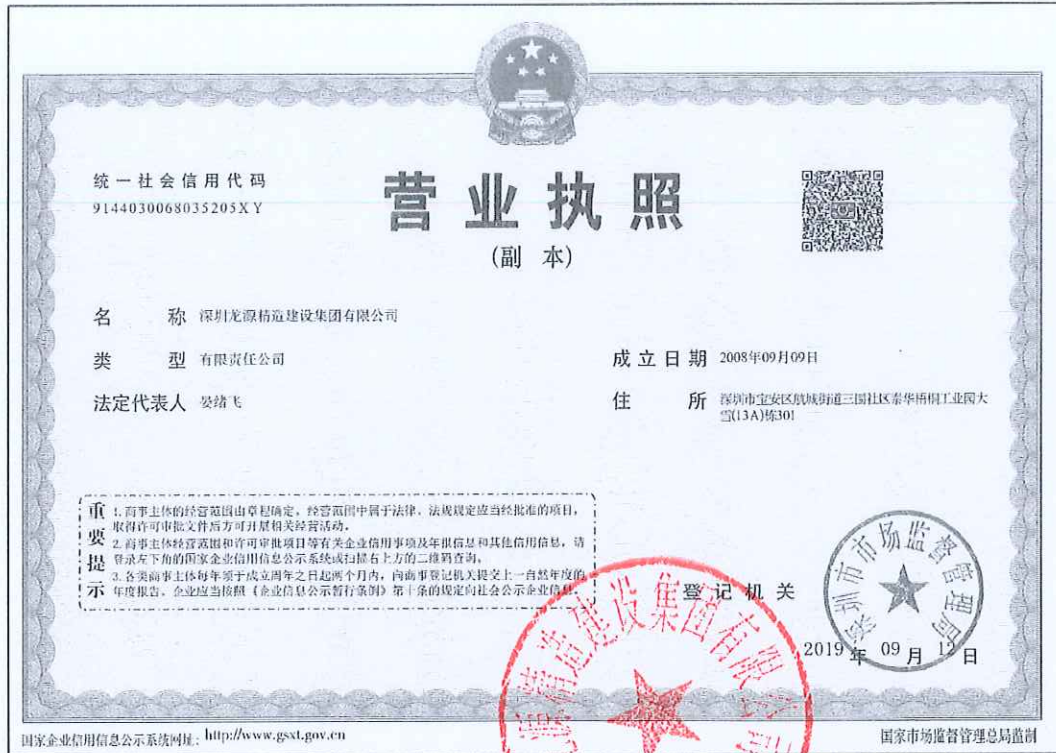 统一社会信用代码
9144030068035205XY
营业执照
(副 本)
名 称 深圳龙源精造建设集团有限公司
类 型 有限责任公司
成立日期 2008年09月09日
法定代表人 晏绪飞
住 所 深圳市宝安区航城街道三围社区泰华梧桐工业园大
雪(13A)栋301
重要提示
1.商事主体的经营范围由章程确定。经营范围中属于法律、法规规定应当经批准的项目,
取得许可审批文件后方可开展相关经营活动。
2.商事主体经营范围和许可审批项目等有关企业信用事项及年报信息和其他信用信息,请
登录左下角的国家企业信用信息公示系统或扫描右上方的二维码查询。
3.各类商事主体每年须于成立周年之日起两个月内,向商事登记机关提交上一自然年度的
年度报告。企业应当按照《企业信息公示暂行条例》第十条的规定向社会公示企业信息。
登记机关
深圳市市场监督管理局
2019年 09 月 12 日
源精造建设集团有限公司
国家企业信用信息公示系统网址: http://www.gsxt.gov.cn
国家市场监督管理总局监制